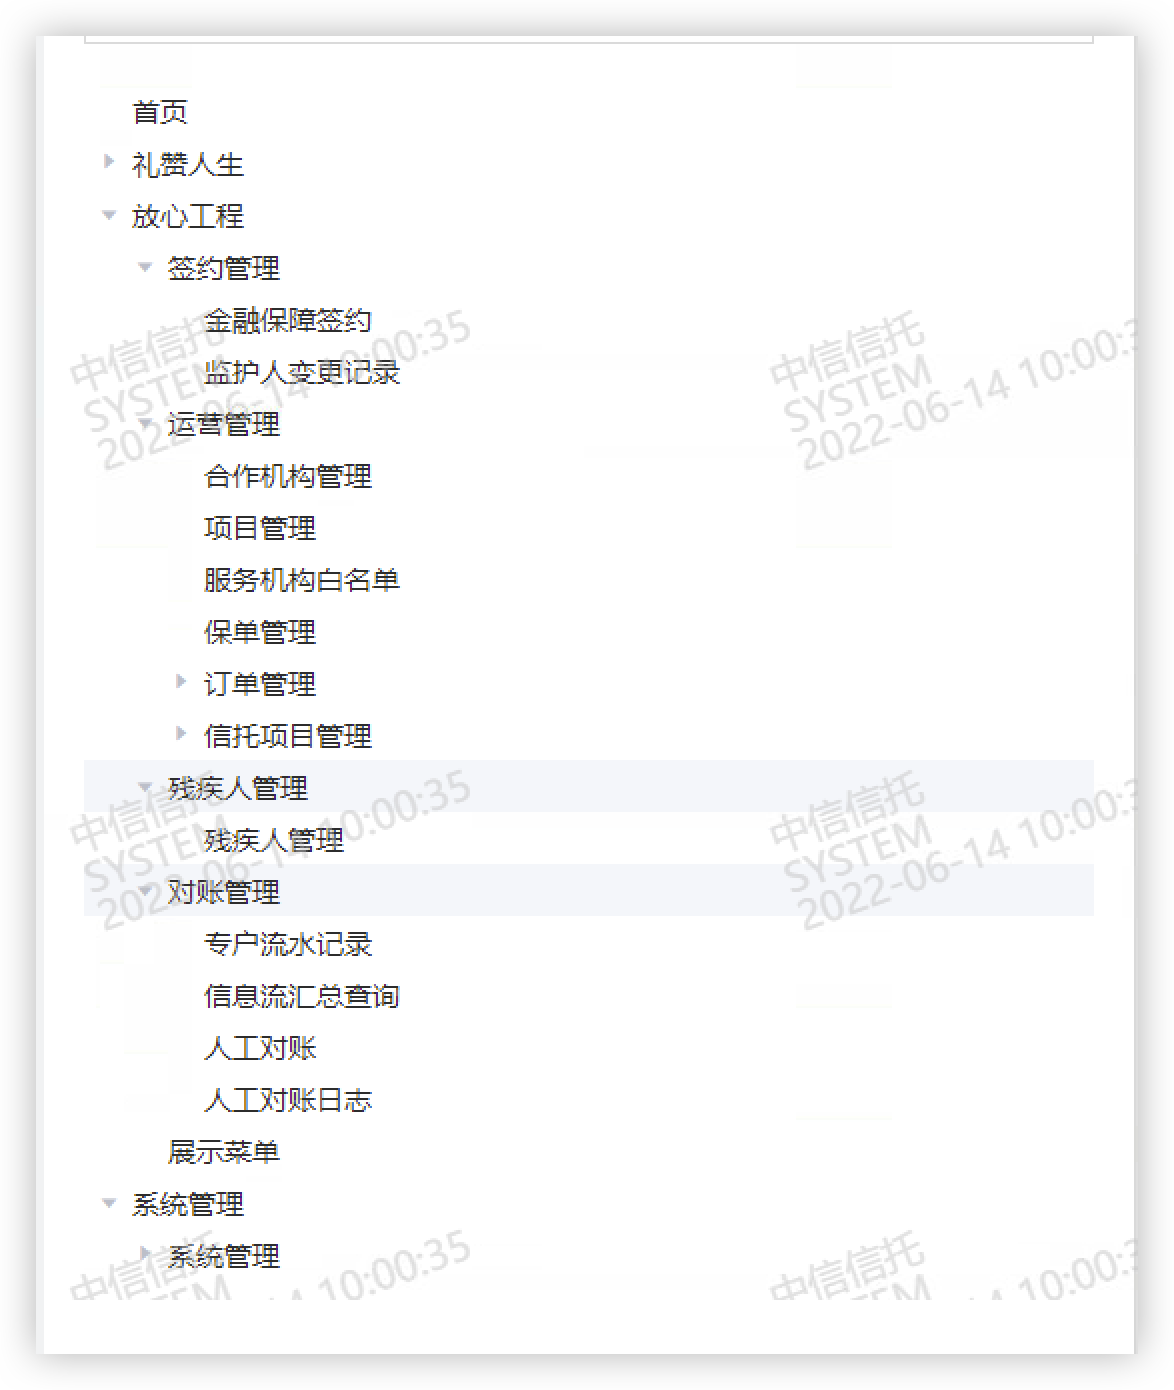 首页
礼赞人生
放心工程
签约管理
金融保障签约
监护人变更记录
运营管理
合作机构管理
项目管理
服务机构白名单
保单管理
订单管理
信托项目管理
残疾人管理
残疾人管理
对账管理
专户流水记录
信息流汇总查询
人工对账
人工对账日志
展示菜单
系统管理
系统管理
中信信托
SYSTEM
2022-06-14 10:00:35
中信信托
SYSTEM
2022-06-14 10:00:3
中信信托
SYSTEM
2022-06-14 10:00:35
中信信托
SYSTEM
2022-06-14 10:00:3
中信信托
SYSTEM
10:00:35
中信信托
SYSTEM
10:00:3